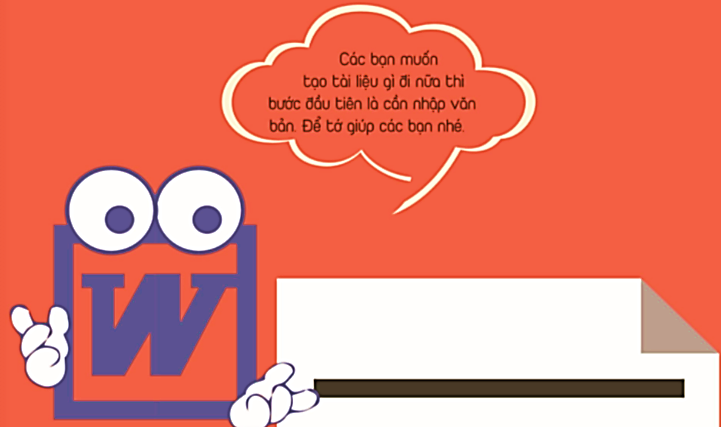 Các bạn muốn
tạo tài liệu gì đi nữa thì
bước đầu tiên là cần nhập văn
bản. Để tớ giúp các bạn nhé.
W